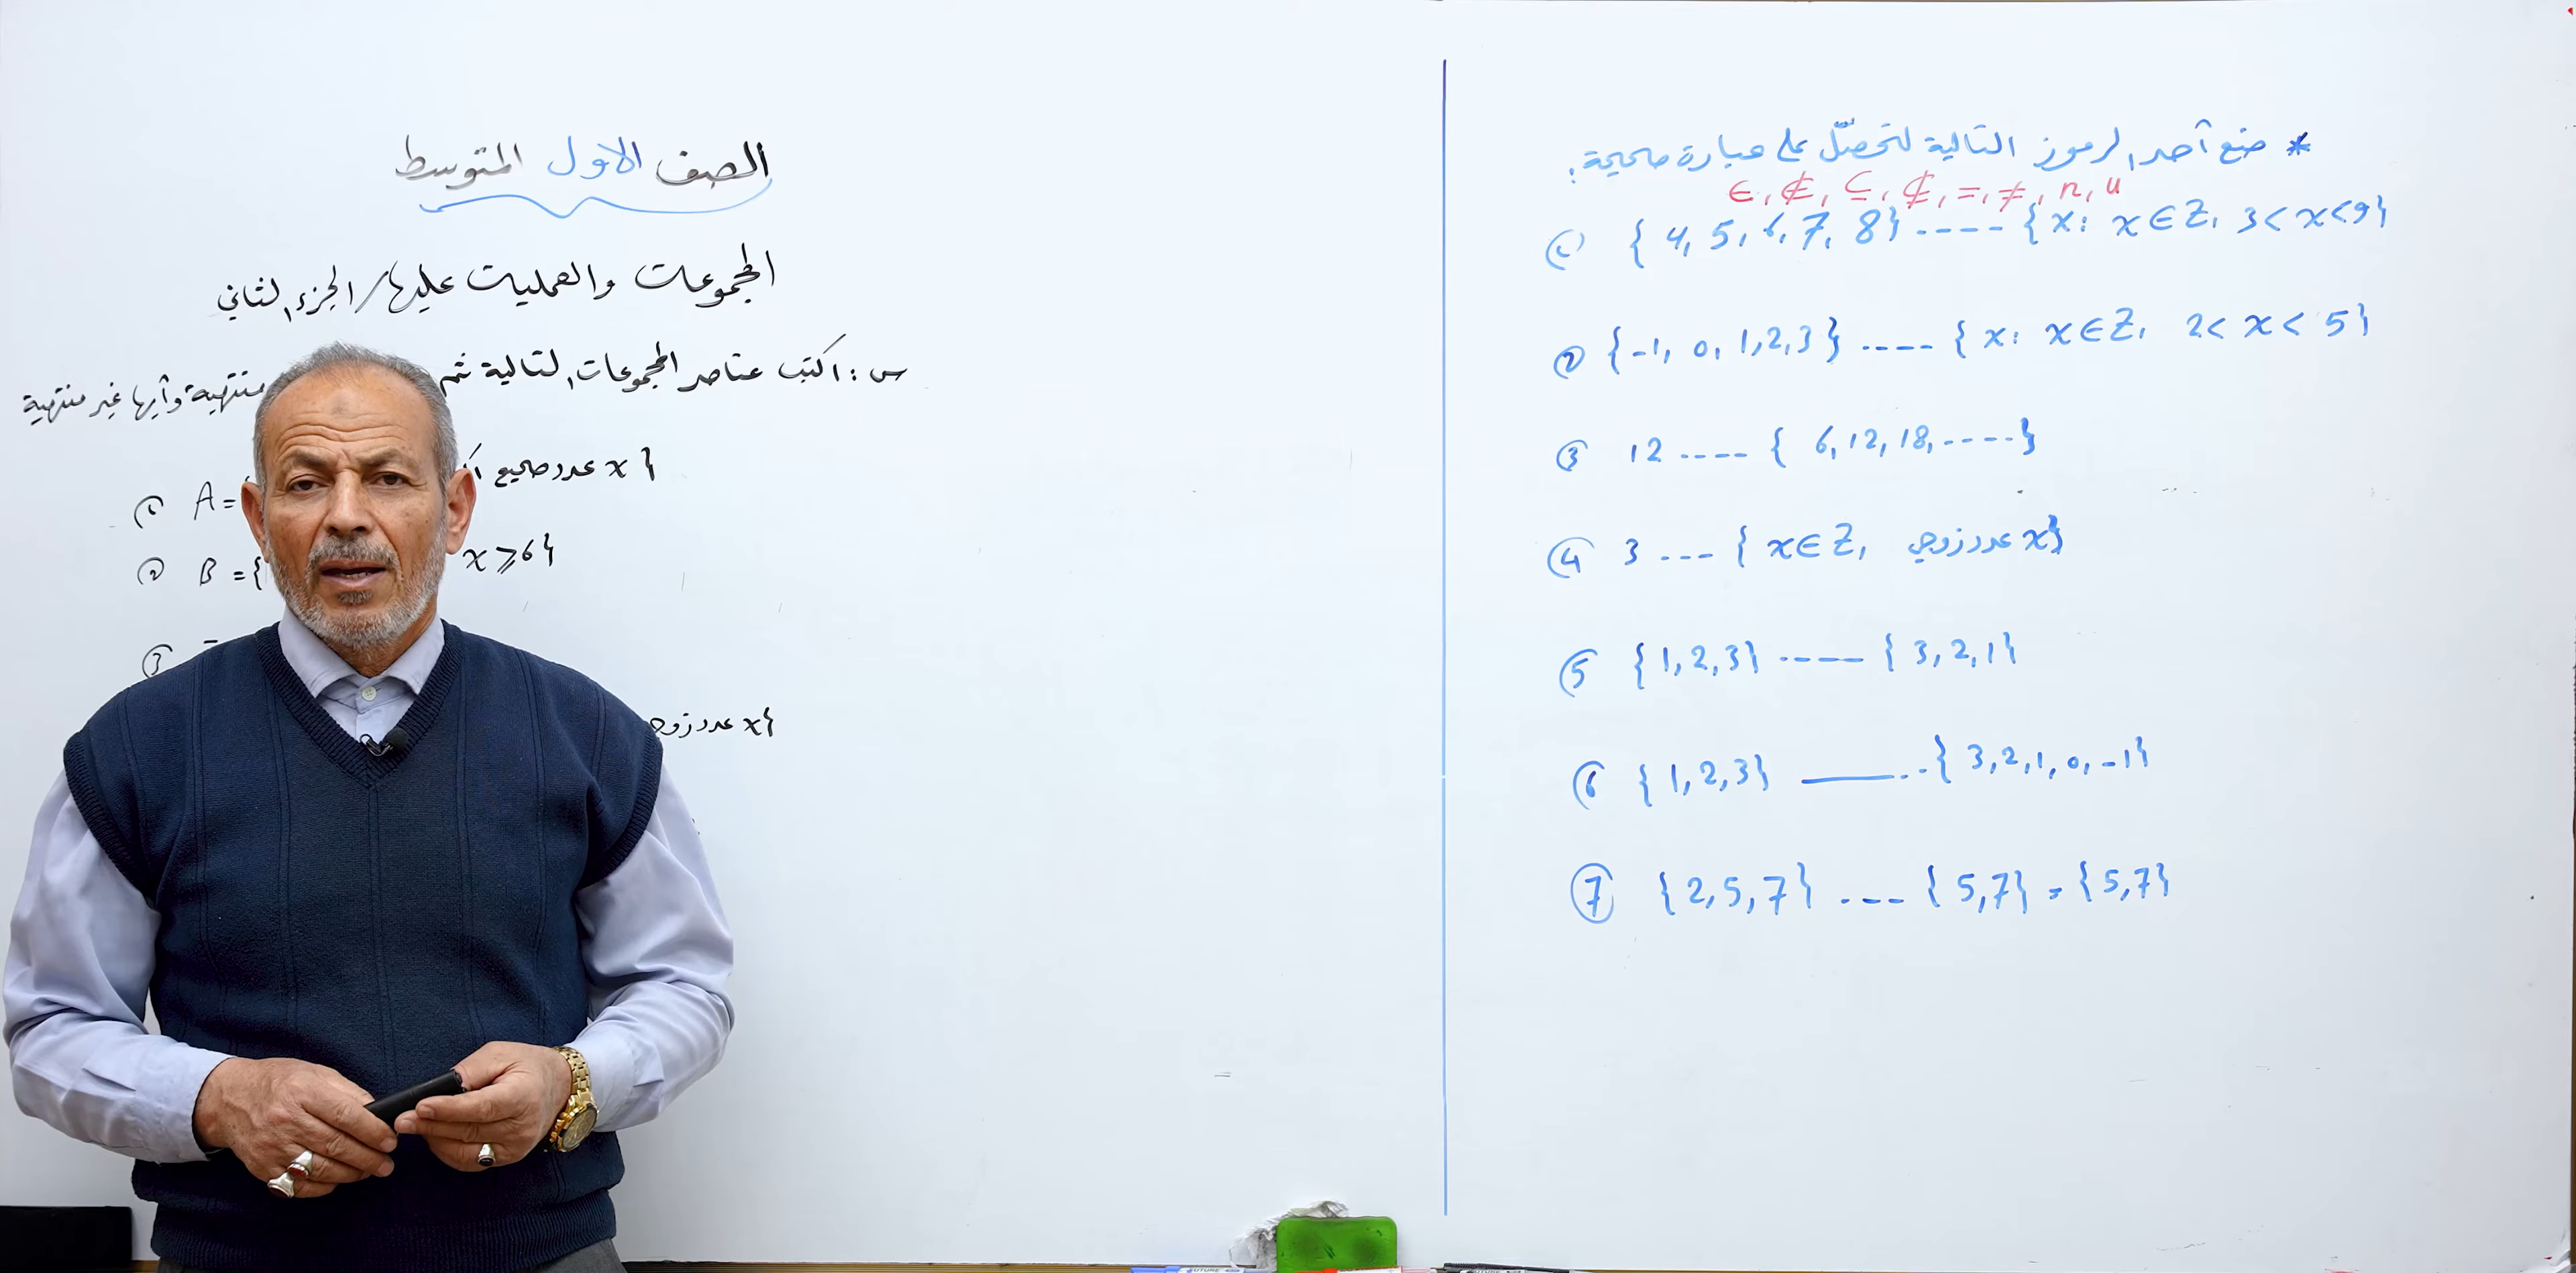 الصف الاول المتوسط
المجموعات والعمليات عليها/الجزء الثاني
س: اكتب عناصر المجموعات التالية ثم منتهية وأيها غير منتهية
① A={ x عدد صحيح }
② B={ x ⩾ 6}
③
x عدد زوجي}
* ضع أحد الرموز التالية لتحصل على عبارة صحيحة:
∈, ∉, ⊆, ⊄, =, ≠, ∩, ∪
① {4, 5, 6, 7, 8} ---- {x: x∈Z, 3< x<9}
② {-1, 0, 1,2,3} ---- {x: x∈Z, 2< x< 5}
③ 12 ---- { 6,12,18,-----}
④ 3 --- { x∈Z, x عدد زوجي}
⑤ {1,2,3} ---- { 3,2,1}
⑥ { 1,2,3} ____..{ 3,2,1,0,-1}
⑦ {2,5,7} --- { 5,7} = {5,7}